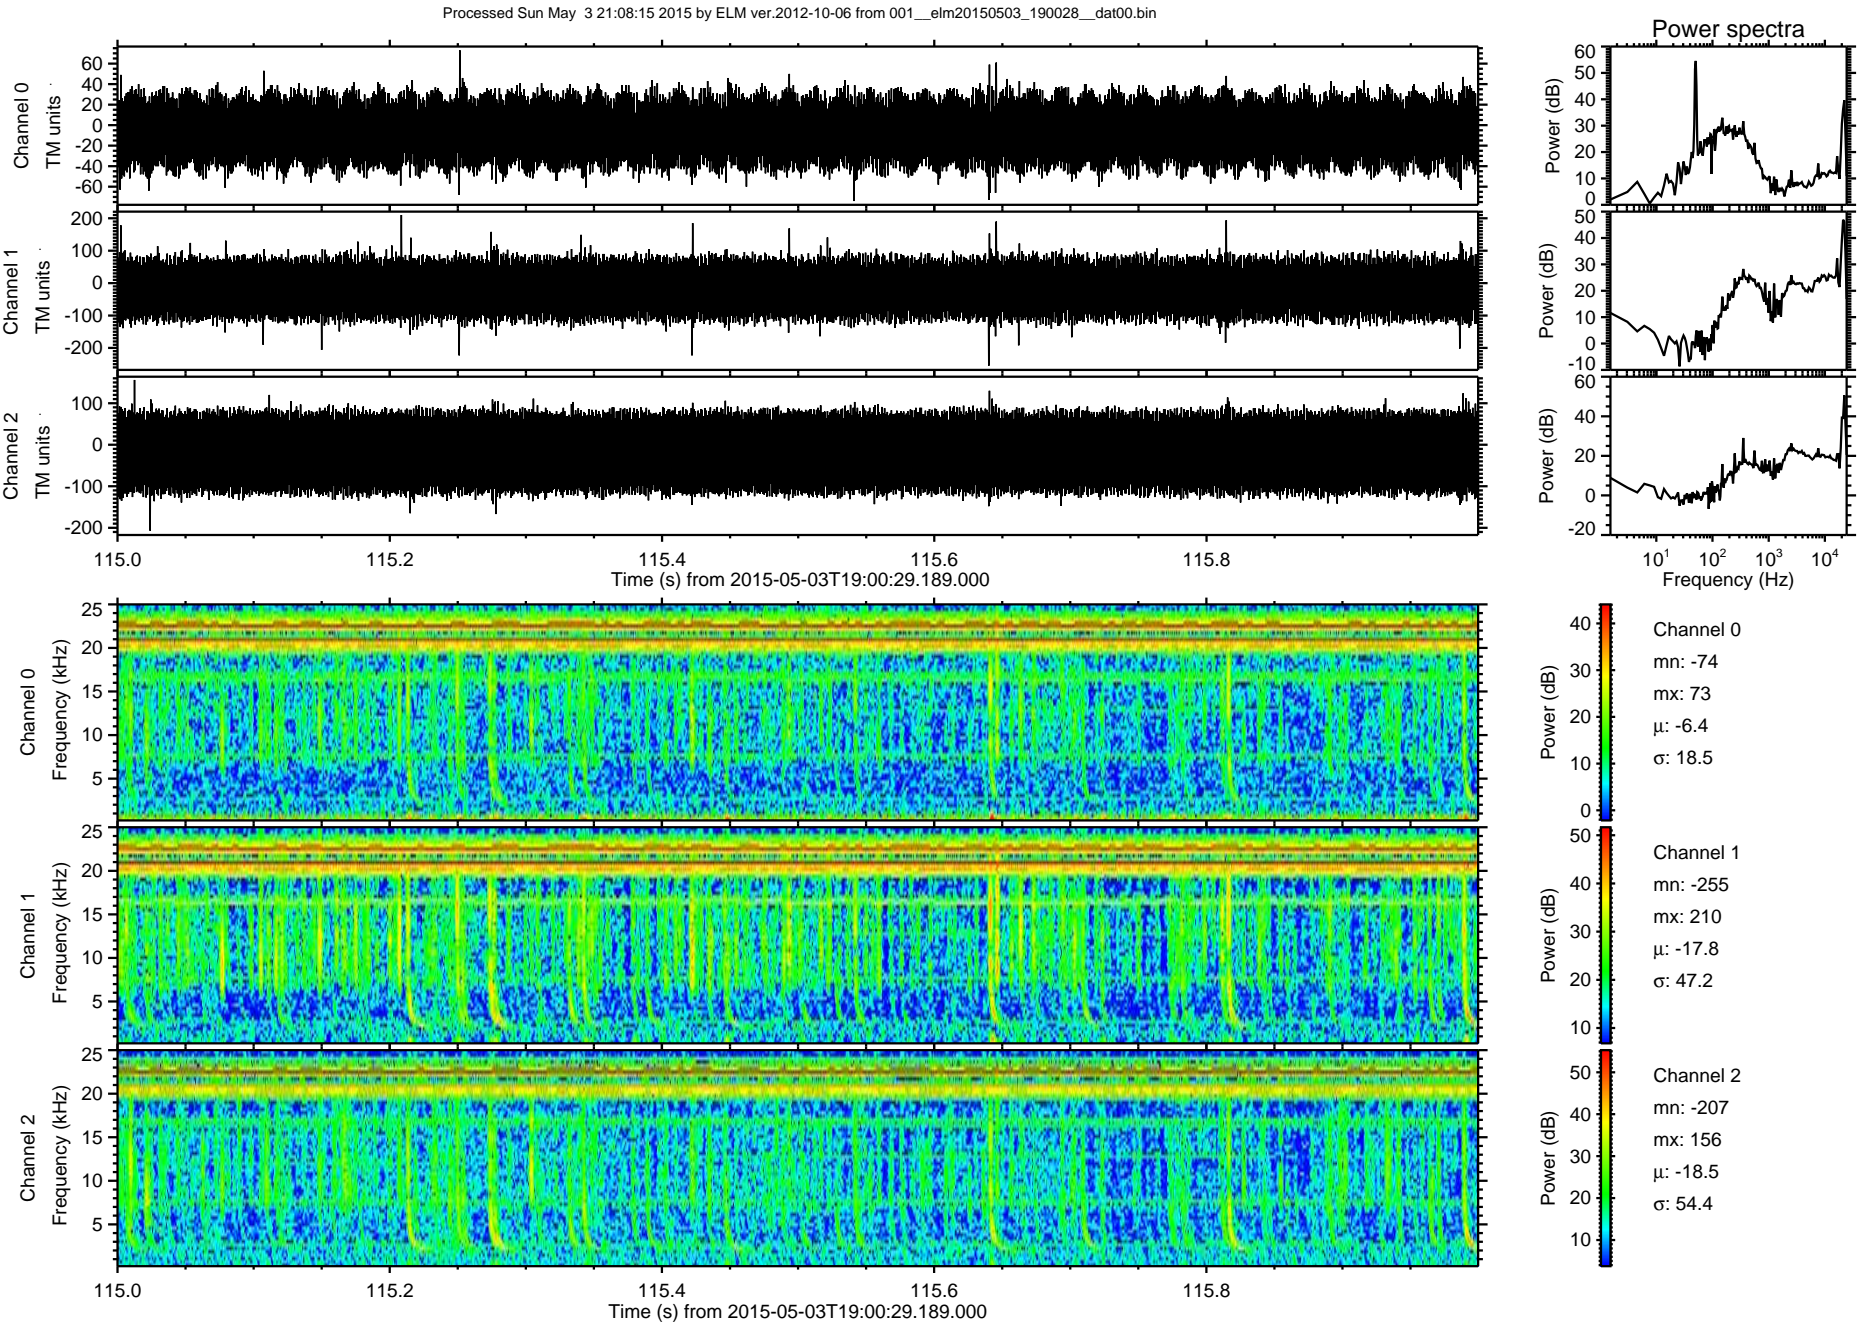 Processed Sun May  3 21:08:15 2015 by ELM ver.2012-10-06 from 001__elm20150503_190028__dat00.bin
Power spectra
Channel 0
TM units
60
40
20
0
-20
-40
-60
Power (dB)
60
50
40
30
20
10
0
Channel 1
TM units
200
100
0
-100
-200
Power (dB)
50
40
30
20
10
0
-10
Channel 2
TM units
100
0
-100
-200
Power (dB)
60
40
20
0
-20
115.0 115.2 115.4 115.6 115.8
Time (s) from 2015-05-03T19:00:29.189.000
10^1 10^2 10^3 10^4
Frequency (Hz)
Channel 0
Frequency (kHz)
25
20
15
10
5
Power (dB)
40
30
20
10
0
Channel 0
mn: -74
mx: 73
µ: -6.4
σ: 18.5
Channel 1
Frequency (kHz)
25
20
15
10
5
Power (dB)
50
40
30
20
10
Channel 1
mn: -255
mx: 210
µ: -17.8
σ: 47.2
Channel 2
Frequency (kHz)
25
20
15
10
5
Power (dB)
50
40
30
20
10
Channel 2
mn: -207
mx: 156
µ: -18.5
σ: 54.4
115.0 115.2 115.4 115.6 115.8
Time (s) from 2015-05-03T19:00:29.189.000